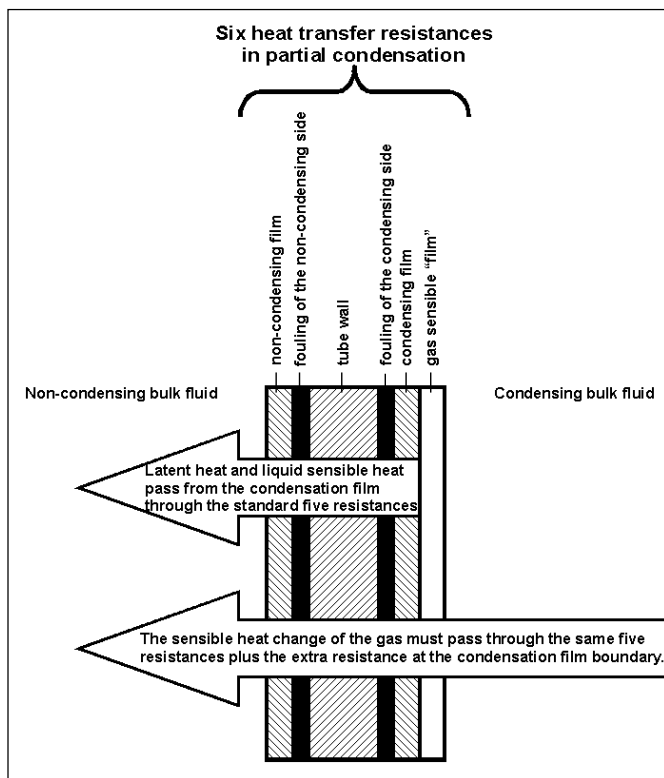 Six heat transfer resistances
in partial condensation
non-condensing film
fouling of the non-condensing side
tube wall
fouling of the condensing side
condensing film
gas sensible “film”
Non-condensing bulk fluid
Condensing bulk fluid
Latent heat and liquid sensible heat
pass from the condensation film
through the standard five resistances
The sensible heat change of the gas must pass through the same five
resistances plus the extra resistance at the condensation film boundary.